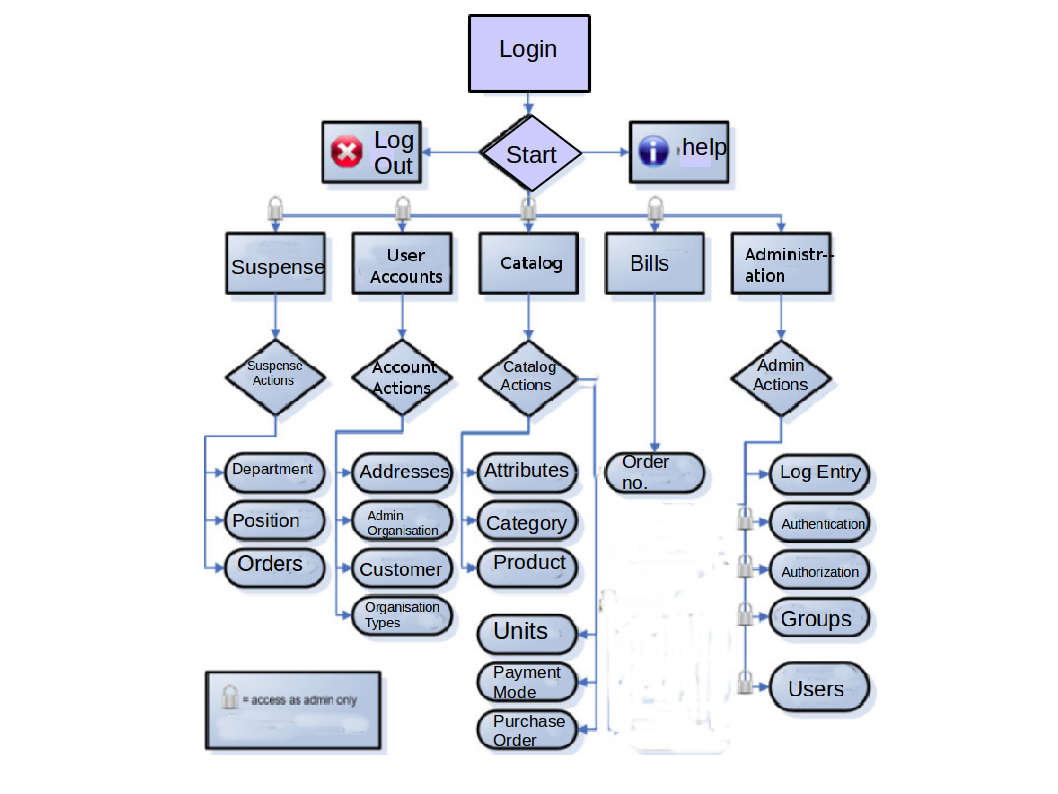 Login
Log
Out
Start
help
Suspense
User
Accounts
Catalog
Bills
Administr--
ation
Suspense
Actions
Account
Actions
Catalog
Actions
Admin
Actions
Department
Addresses
Attributes
Order
no.
Log Entry
Position
Admin
Organisation
Category
Authentication
Orders
Customer
Product
Authorization
Organisation
Types
Units
Groups
Payment
Mode
Users
Purchase
Order
= access as admin only